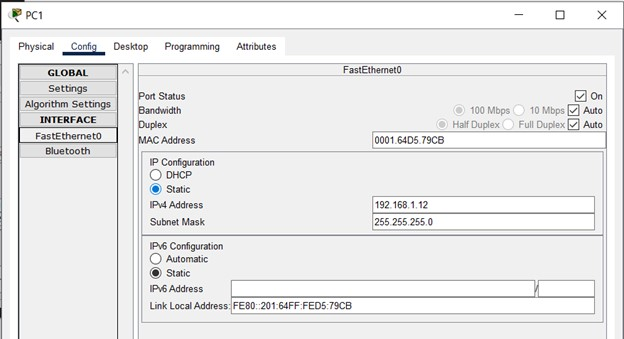 PC1
Physical Config Desktop Programming Attributes
GLOBAL
Settings
Algorithm Settings
INTERFACE
FastEthernet0
Bluetooth
FastEthernet0
Port Status On
Bandwidth 100 Mbps 10 Mbps Auto
Duplex Half Duplex Full Duplex Auto
MAC Address 0001.64D5.79CB
IP Configuration
DHCP
Static
IPv4 Address 192.168.1.12
Subnet Mask 255.255.255.0
IPv6 Configuration
Automatic
Static
IPv6 Address /
Link Local Address: FE80::201:64FF:FED5:79CB